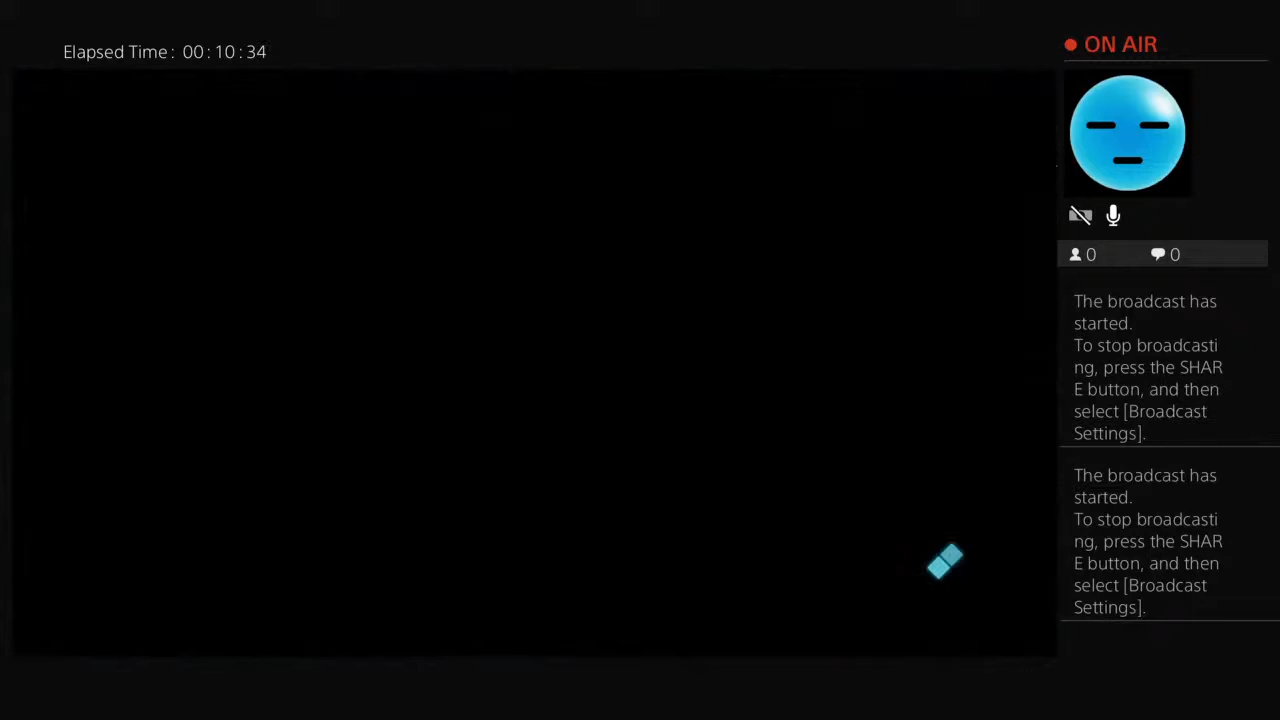 Elapsed Time: 00:10:34
ON AIR
0
0
The broadcast has
started.
To stop broadcasti
ng, press the SHAR
E button, and then
select [Broadcast
Settings].
The broadcast has
started.
To stop broadcasti
ng, press the SHAR
E button, and then
select [Broadcast
Settings].